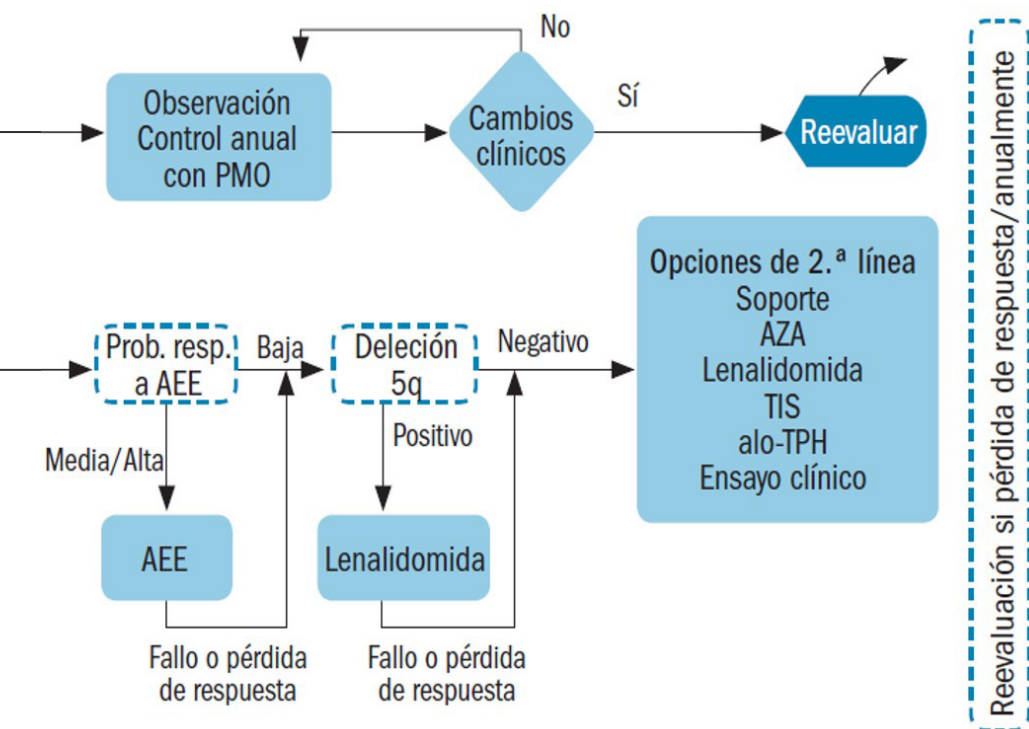 No
Observación
Control anual
con PMO
Cambios
clínicos
Sí
Reevaluar
Prob. resp.
a AEE
Baja
Deleción
5q
Negativo
Opciones de 2.ª línea
Soporte
AZA
Lenalidomida
TIS
alo-TPH
Ensayo clínico
Media/Alta
Positivo
AEE
Lenalidomida
Fallo o pérdida
de respuesta
Fallo o pérdida
de respuesta
Reevaluación si pérdida de respuesta/anualmente